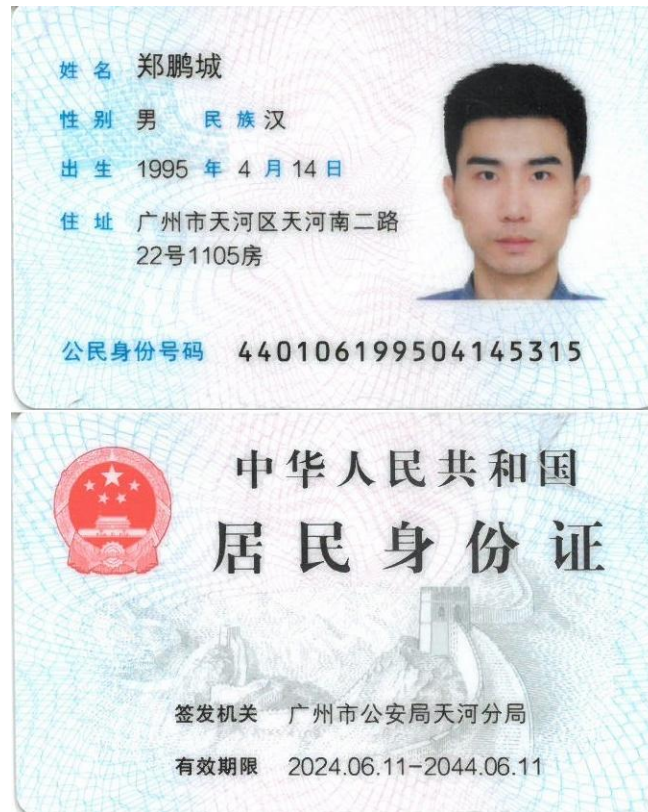 姓名 郑鹏城
性别 男 民族 汉
出生 1995 年 4 月 14 日
住址 广州市天河区天河南二路
22号1105房
公民身份号码 440106199504145315
中华人民共和国
居民身份证
签发机关 广州市公安局天河分局
有效期限 2024.06.11-2044.06.11